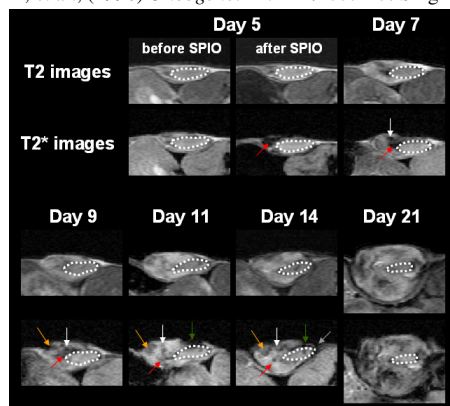 Day 5
Day 7
before SPIO
after SPIO
T2 images
T2* images
Day 9
Day 11
Day 14
Day 21